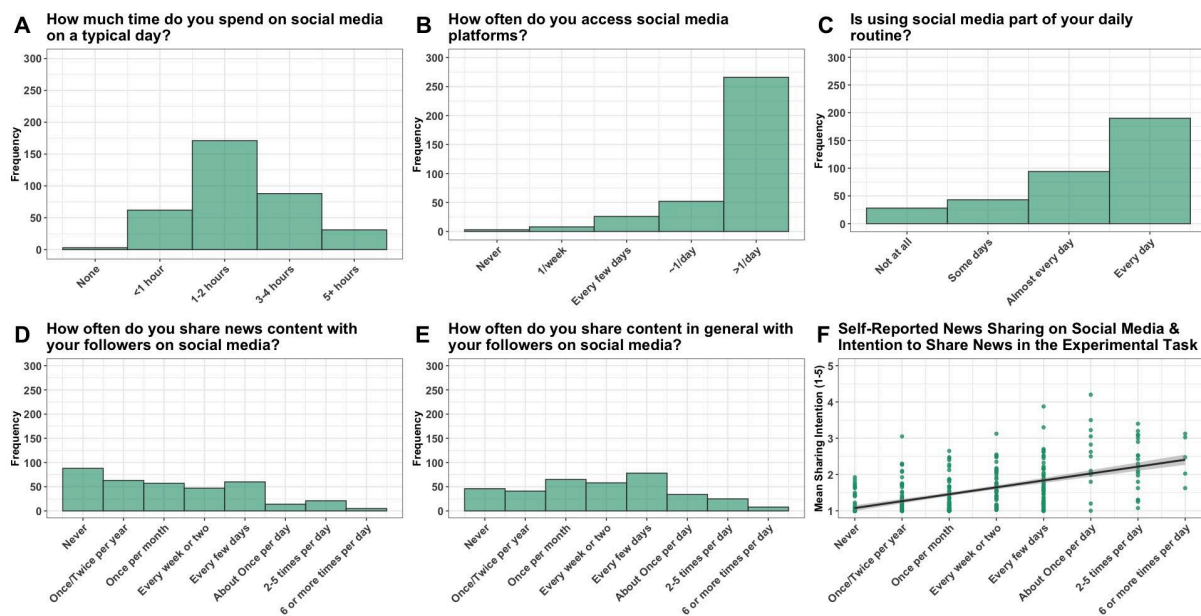 A
How much time do you spend on social media
on a typical day?
Frequency
300
250
200
150
100
50
0
None
<1 hour
1-2 hours
3-4 hours
5+ hours
B
How often do you access social media
platforms?
Frequency
300
250
200
150
100
50
0
Never
1/week
Every few days
~1/day
>1/day
C
Is using social media part of your daily
routine?
Frequency
300
250
200
150
100
50
0
Not at all
Some days
Almost every day
Every day
D
How often do you share news content with
your followers on social media?
Frequency
300
250
200
150
100
50
0
Never
Once/Twice per year
Once per month
Every week or two
Every few days
About Once per day
2-5 times per day
6 or more times per day
E
How often do you share content in general with
your followers on social media?
Frequency
300
250
200
150
100
50
0
Never
Once/Twice per year
Once per month
Every week or two
Every few days
About Once per day
2-5 times per day
6 or more times per day
F
Self-Reported News Sharing on Social Media &
Intention to Share News in the Experimental Task
Mean Sharing Intention (1-5)
5
4
3
2
1
Never
Once/Twice per year
Once per month
Every week or two
Every few days
About Once per day
2-5 times per day
6 or more times per day